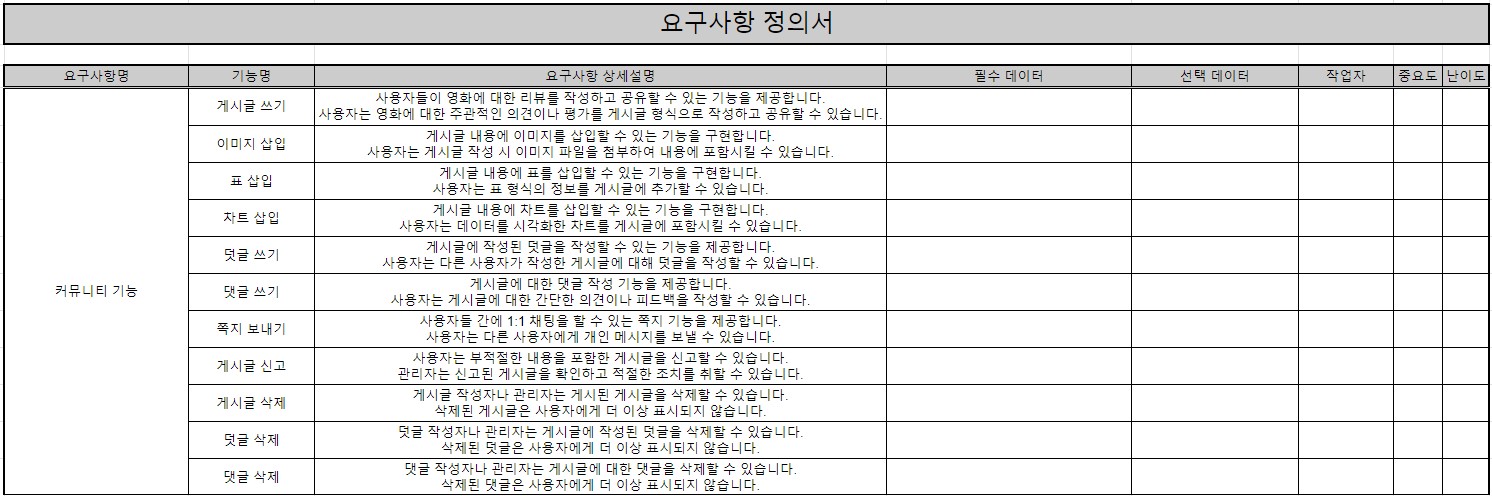 요구사항 정의서
요구사항명 기능명 요구사항 상세설명 필수 데이터 선택 데이터 작업자 중요도 난이도
커뮤니티 기능
게시글 쓰기
사용자들이 영화에 대한 리뷰를 작성하고 공유할 수 있는 기능을 제공합니다.
사용자는 영화에 대한 주관적인 의견이나 평가를 게시글 형식으로 작성하고 공유할 수 있습니다.
이미지 삽입
게시글 내용에 이미지를 삽입할 수 있는 기능을 구현합니다.
사용자는 게시글 작성 시 이미지 파일을 첨부하여 내용에 포함시킬 수 있습니다.
표 삽입
게시글 내용에 표를 삽입할 수 있는 기능을 구현합니다.
사용자는 표 형식의 정보를 게시글에 추가할 수 있습니다.
차트 삽입
게시글 내용에 차트를 삽입할 수 있는 기능을 구현합니다.
사용자는 데이터를 시각화한 차트를 게시글에 포함시킬 수 있습니다.
덧글 쓰기
게시글에 작성된 덧글을 작성할 수 있는 기능을 제공합니다.
사용자는 다른 사용자가 작성한 게시글에 대해 덧글을 작성할 수 있습니다.
댓글 쓰기
게시글에 대한 댓글 작성 기능을 제공합니다.
사용자는 게시글에 대한 간단한 의견이나 피드백을 작성할 수 있습니다.
쪽지 보내기
사용자들 간에 1:1 채팅을 할 수 있는 쪽지 기능을 제공합니다.
사용자는 다른 사용자에게 개인 메시지를 보낼 수 있습니다.
게시글 신고
사용자는 부적절한 내용을 포함한 게시글을 신고할 수 있습니다.
관리자는 신고된 게시글을 확인하고 적절한 조치를 취할 수 있습니다.
게시글 삭제
게시글 작성자나 관리자는 게시된 게시글을 삭제할 수 있습니다.
삭제된 게시글은 사용자에게 더 이상 표시되지 않습니다.
덧글 삭제
덧글 작성자나 관리자는 게시글에 작성된 덧글을 삭제할 수 있습니다.
삭제된 덧글은 사용자에게 더 이상 표시되지 않습니다.
댓글 삭제
댓글 작성자나 관리자는 게시글에 대한 댓글을 삭제할 수 있습니다.
삭제된 댓글은 사용자에게 더 이상 표시되지 않습니다.